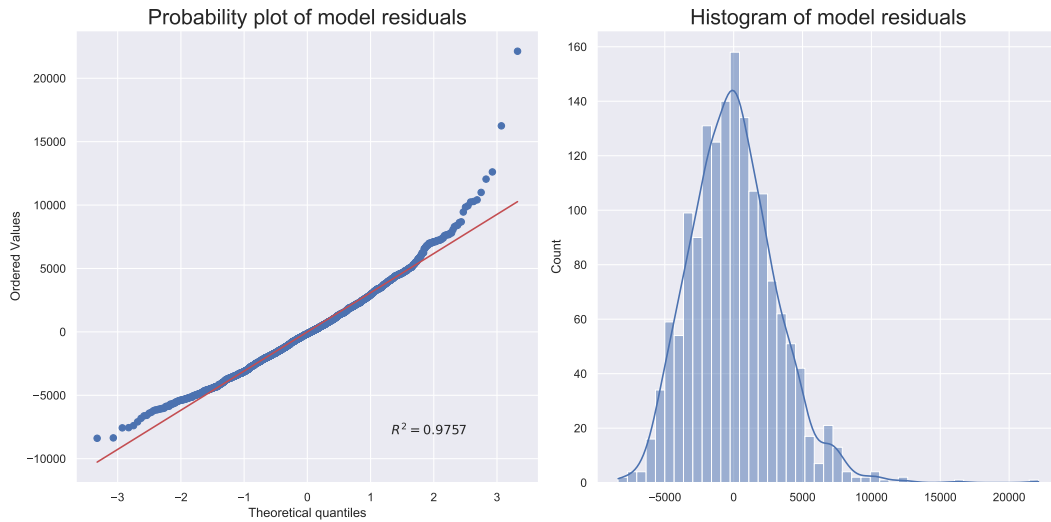 Probability plot of model residuals
Ordered Values
20000
15000
10000
5000
0
−5000
−10000
R² = 0.9757
−3 −2 −1 0 1 2 3
Theoretical quantiles
Histogram of model residuals
Count
160
140
120
100
80
60
40
20
0
−5000 0 5000 10000 15000 20000